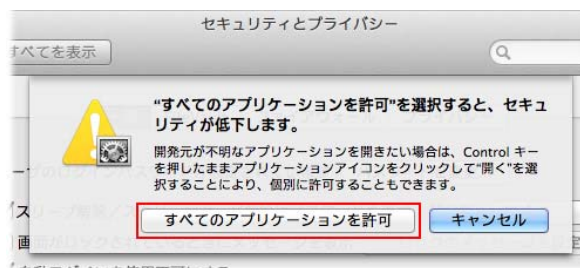 セキュリティとプライバシー
すべてを表示
"すべてのアプリケーションを許可"を選択すると、セキュ
リティが低下します。
開発元が不明なアプリケーションを開きたい場合は、Control キー
を押したままアプリケーションアイコンをクリックして"開く"を選
択することにより、個別に許可することもできます。
すべてのアプリケーションを許可
キャンセル